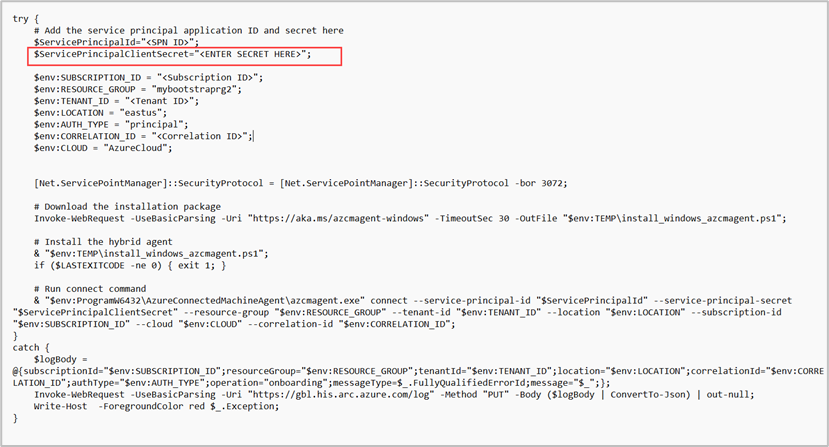 try {
# Add the service principal application ID and secret here
$ServicePrincipalId="<SPN ID>";
$ServicePrincipalClientSecret="<ENTER SECRET HERE>";
$env:SUBSCRIPTION_ID = "<Subscription ID>";
$env:RESOURCE_GROUP = "mybootstraprg2";
$env:TENANT_ID = "<Tenant ID>";
$env:LOCATION = "eastus";
$env:AUTH_TYPE = "principal";
$env:CORRELATION_ID = "<Correlation ID>";
$env:CLOUD = "AzureCloud";
[Net.ServicePointManager]::SecurityProtocol = [Net.ServicePointManager]::SecurityProtocol -bor 3072;
# Download the installation package
Invoke-WebRequest -UseBasicParsing -Uri "https://aka.ms/azcmagent-windows" -TimeoutSec 30 -OutFile "$env:TEMP\install_windows_azcmagent.ps1";
# Install the hybrid agent
& "$env:TEMP\install_windows_azcmagent.ps1";
if ($LASTEXITCODE -ne 0) { exit 1; }
# Run connect command
& "$env:ProgramW6432\AzureConnectedMachineAgent\azcmagent.exe" connect --service-principal-id "$ServicePrincipalId" --service-principal-secret
"$ServicePrincipalClientSecret" --resource-group "$env:RESOURCE_GROUP" --tenant-id "$env:TENANT_ID" --location "$env:LOCATION" --subscription-id
"$env:SUBSCRIPTION_ID" --cloud "$env:CLOUD" --correlation-id "$env:CORRELATION_ID";
}
catch {
$logBody =
@{subscriptionId="$env:SUBSCRIPTION_ID";resourceGroup="$env:RESOURCE_GROUP";tenantId="$env:TENANT_ID";location="$env:LOCATION";correlationId="$env:CORRE
LATION_ID";authType="$env:AUTH_TYPE";operation="onboarding";messageType=$_.FullyQualifiedErrorId;message="$_";};
Invoke-WebRequest -UseBasicParsing -Uri "https://gbl.his.arc.azure.com/log" -Method "PUT" -Body ($logBody | ConvertTo-Json) | out-null;
Write-Host  -ForegroundColor red $_.Exception;
}